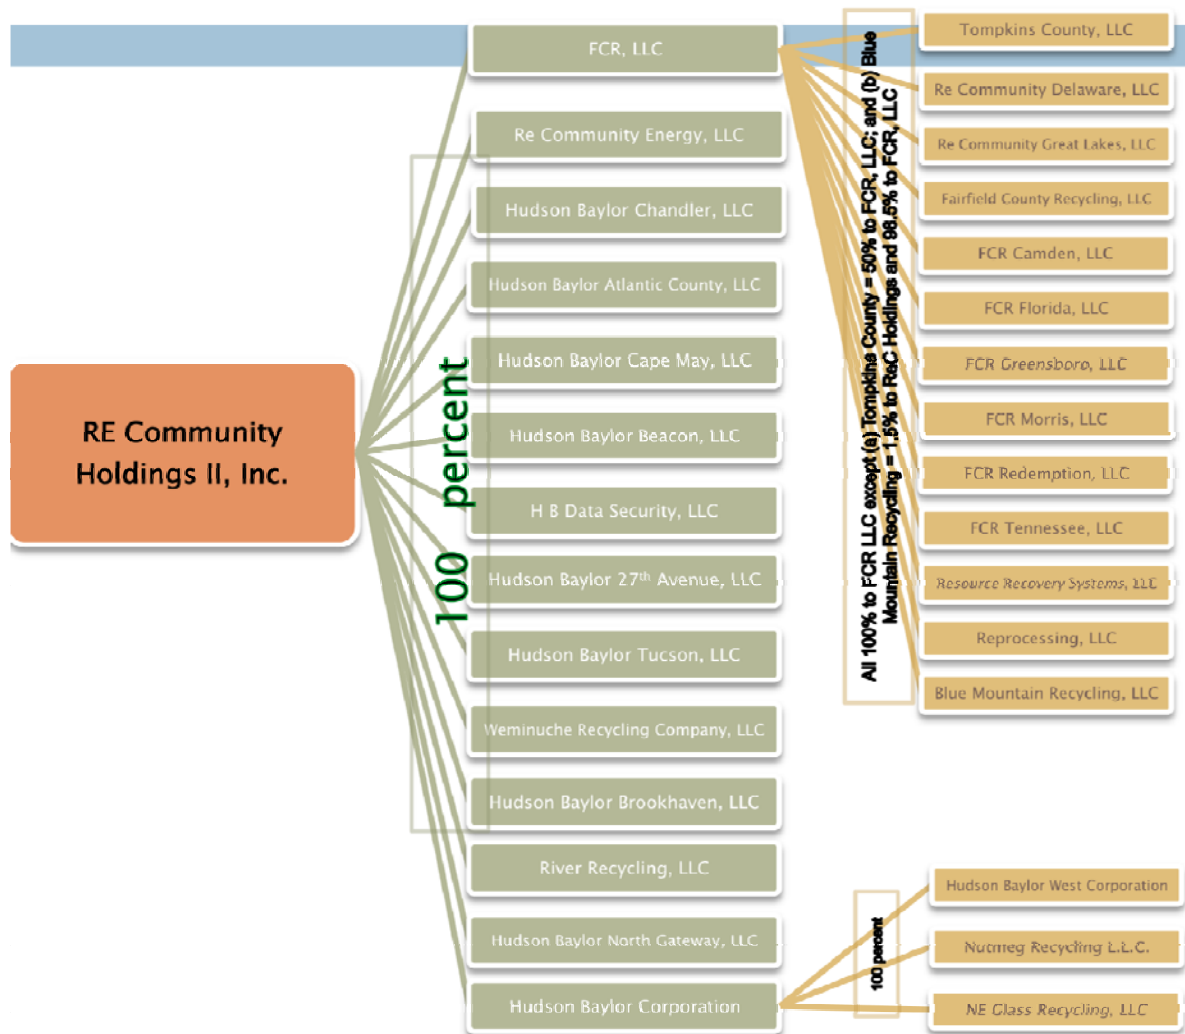 RE Community
Holdings II, Inc.
100 percent
FCR, LLC
Re Community Energy, LLC
Hudson Baylor Chandler, LLC
Hudson Baylor Atlantic County, LLC
Hudson Baylor Cape May, LLC
Hudson Baylor Beacon, LLC
H B Data Security, LLC
Hudson Baylor 27th Avenue, LLC
Hudson Baylor Tucson, LLC
Weminuche Recycling Company, LLC
Hudson Baylor Brookhaven, LLC
River Recycling, LLC
Hudson Baylor North Gateway, LLC
Hudson Baylor Corporation
All 100% to FCR LLC except (a) Tompkins County = 50% to FCR, LLC; and (b) Blue
Mountain Recycling = 1.5% to ReC Holdings and 98.5% to FCR, LLC
Tompkins County, LLC
Re Community Delaware, LLC
Re Community Great Lakes, LLC
Fairfield County Recycling, LLC
FCR Camden, LLC
FCR Florida, LLC
FCR Greensboro, LLC
FCR Morris, LLC
FCR Redemption, LLC
FCR Tennessee, LLC
Resource Recovery Systems, LLC
Reprocessing, LLC
Blue Mountain Recycling, LLC
100 percent
Hudson Baylor West Corporation
Nutmeg Recycling L.L.C.
NE Glass Recycling, LLC